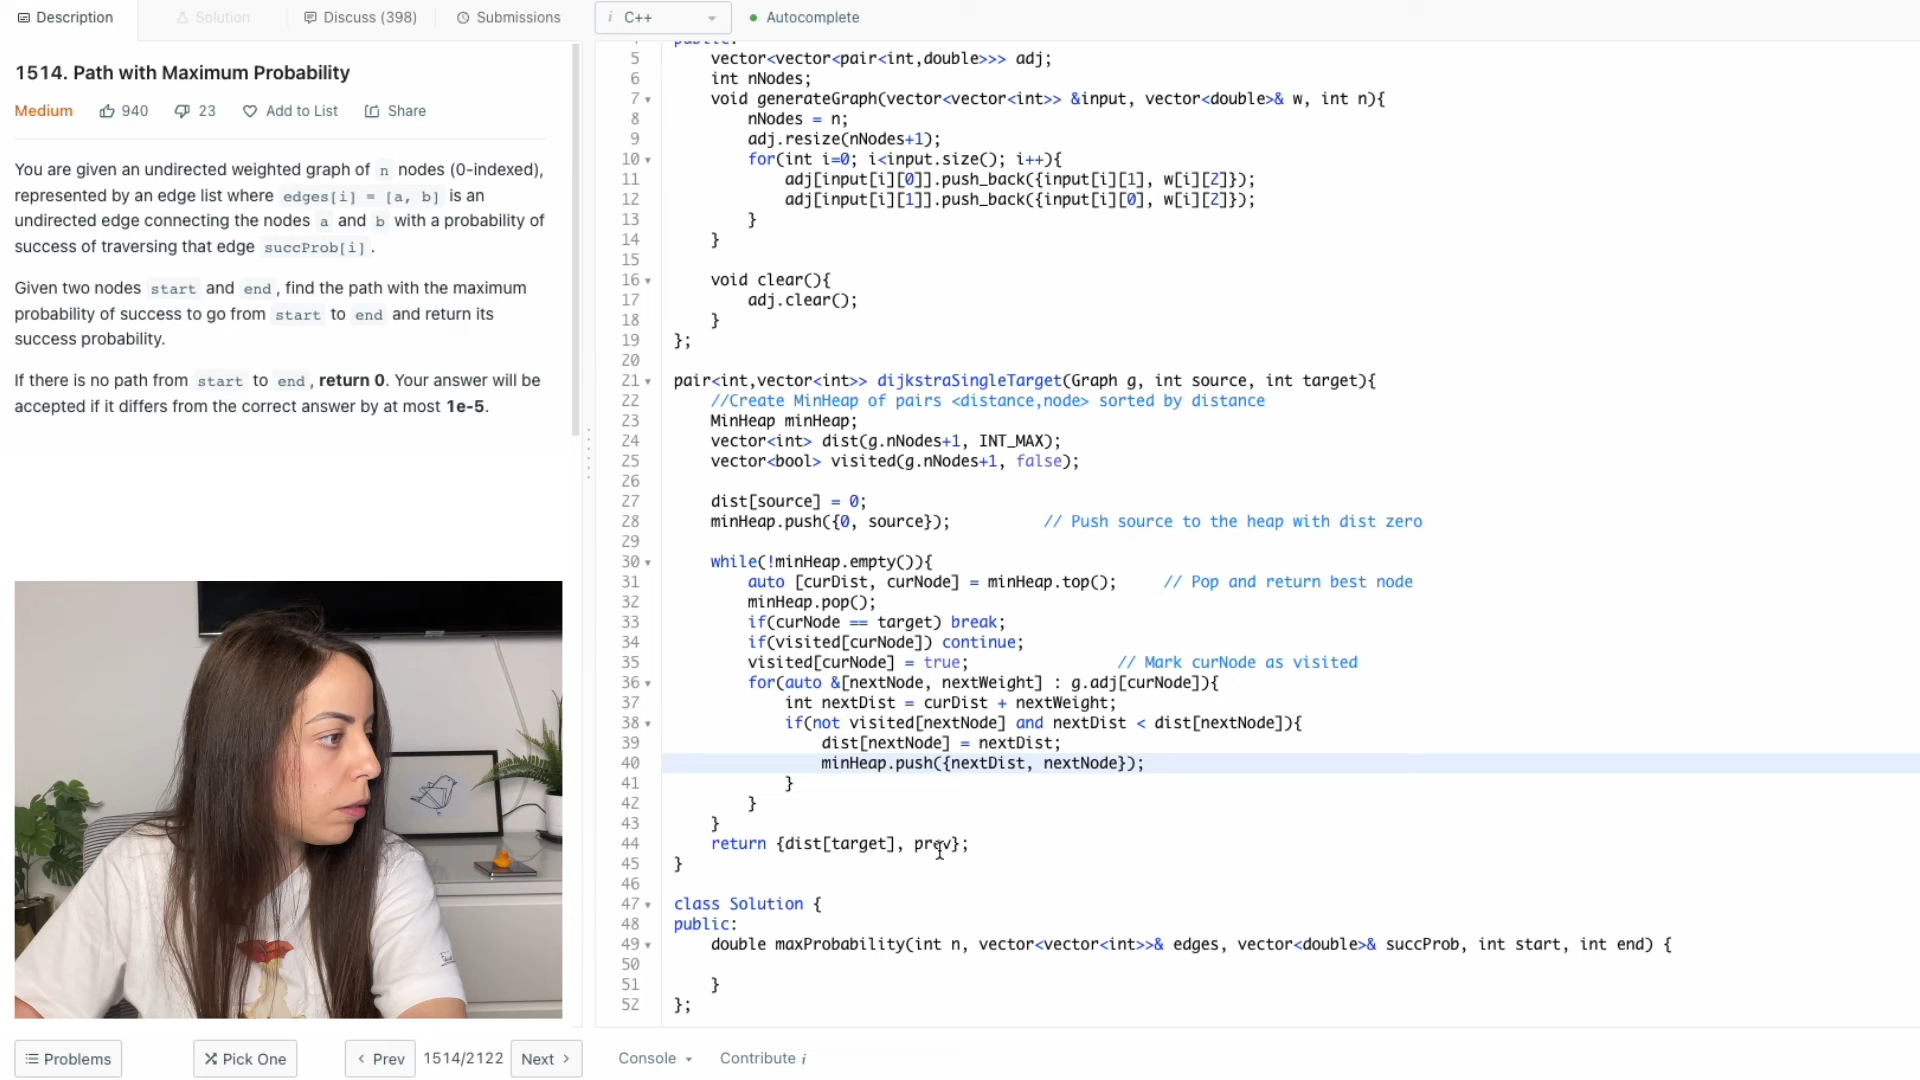 Description
Solution
Discuss (398)
Submissions
i C++
Autocomplete
1514. Path with Maximum Probability
Medium 940 23 Add to List Share
You are given an undirected weighted graph of n nodes (0-indexed),
represented by an edge list where edges[i] = [a, b] is an
undirected edge connecting the nodes a and b with a probability of
success of traversing that edge succProb[i].
Given two nodes start and end, find the path with the maximum
probability of success to go from start to end and return its
success probability.
If there is no path from start to end, return 0. Your answer will be
accepted if it differs from the correct answer by at most 1e-5.
4 public:
5 vector<vector<pair<int,double>>> adj;
6 int nNodes;
7 void generateGraph(vector<vector<int>> &input, vector<double>& w, int n){
8 nNodes = n;
9 adj.resize(nNodes+1);
10 for(int i=0; i<input.size(); i++){
11 adj[input[i][0]].push_back({input[i][1], w[i][2]});
12 adj[input[i][1]].push_back({input[i][0], w[i][2]});
13 }
14 }
15
16 void clear(){
17 adj.clear();
18 }
19 };
20
21 pair<int,vector<int>> dijkstraSingleTarget(Graph g, int source, int target){
22 //Create MinHeap of pairs <distance,node> sorted by distance
23 MinHeap minHeap;
24 vector<int> dist(g.nNodes+1, INT_MAX);
25 vector<bool> visited(g.nNodes+1, false);
26
27 dist[source] = 0;
28 minHeap.push({0, source}); // Push source to the heap with dist zero
29
30 while(!minHeap.empty()){
31 auto [curDist, curNode] = minHeap.top(); // Pop and return best node
32 minHeap.pop();
33 if(curNode == target) break;
34 if(visited[curNode]) continue;
35 visited[curNode] = true; // Mark curNode as visited
36 for(auto &[nextNode, nextWeight] : g.adj[curNode]){
37 int nextDist = curDist + nextWeight;
38 if(not visited[nextNode] and nextDist < dist[nextNode]){
39 dist[nextNode] = nextDist;
40 minHeap.push({nextDist, nextNode});
41 }
42 }
43 }
44 return {dist[target], prev};
45 }
46
47 class Solution {
48 public:
49 double maxProbability(int n, vector<vector<int>>& edges, vector<double>& succProb, int start, int end) {
50
51 }
52 };
Problems
Pick One
Prev 1514/2122 Next
Console
Contribute i